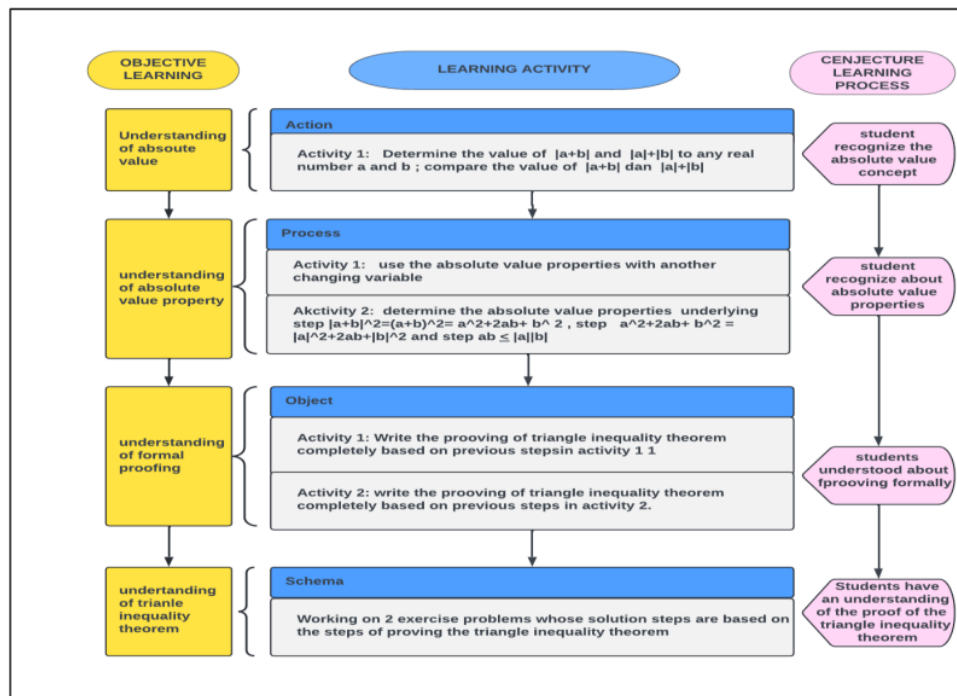 OBJECTIVE
LEARNING
LEARNING ACTIVITY
CENJECTURE
LEARNING
PROCESS
Understanding
of absoute
value
Action
Activity 1: Determine the value of |a+b| and |a|+|b| to any real
number a and b ; compare the value of |a+b| dan |a|+|b|
student
recognize the
absolute value
concept
understanding
of absolute
value property
Process
Activity 1: use the absolute value properties with another
changing variable
Akctivity 2: determine the absolute value properties underlying
step |a+b|^2=(a+b)^2= a^2+2ab+ b^ 2 , step a^2+2ab+ b^2 =
|a|^2+2ab+|b|^2 and step ab ≤ |a||b|
student
recognize about
absolute value
properties
understanding
of formal
proofing
Object
Activity 1: Write the prooving of triangle inequality theorem
completely based on previous stepsin activity 1 1
Activity 2: write the prooving of triangle inequality theorem
completely based on previous steps in activity 2.
students
understood about
fprooving formally
undertanding
of trianle
inequality
theorem
Schema
Working on 2 exercise problems whose solution steps are based on
the steps of proving the triangle inequality theorem
Students have
an understanding
of the proof of the
triangle inequality
theorem